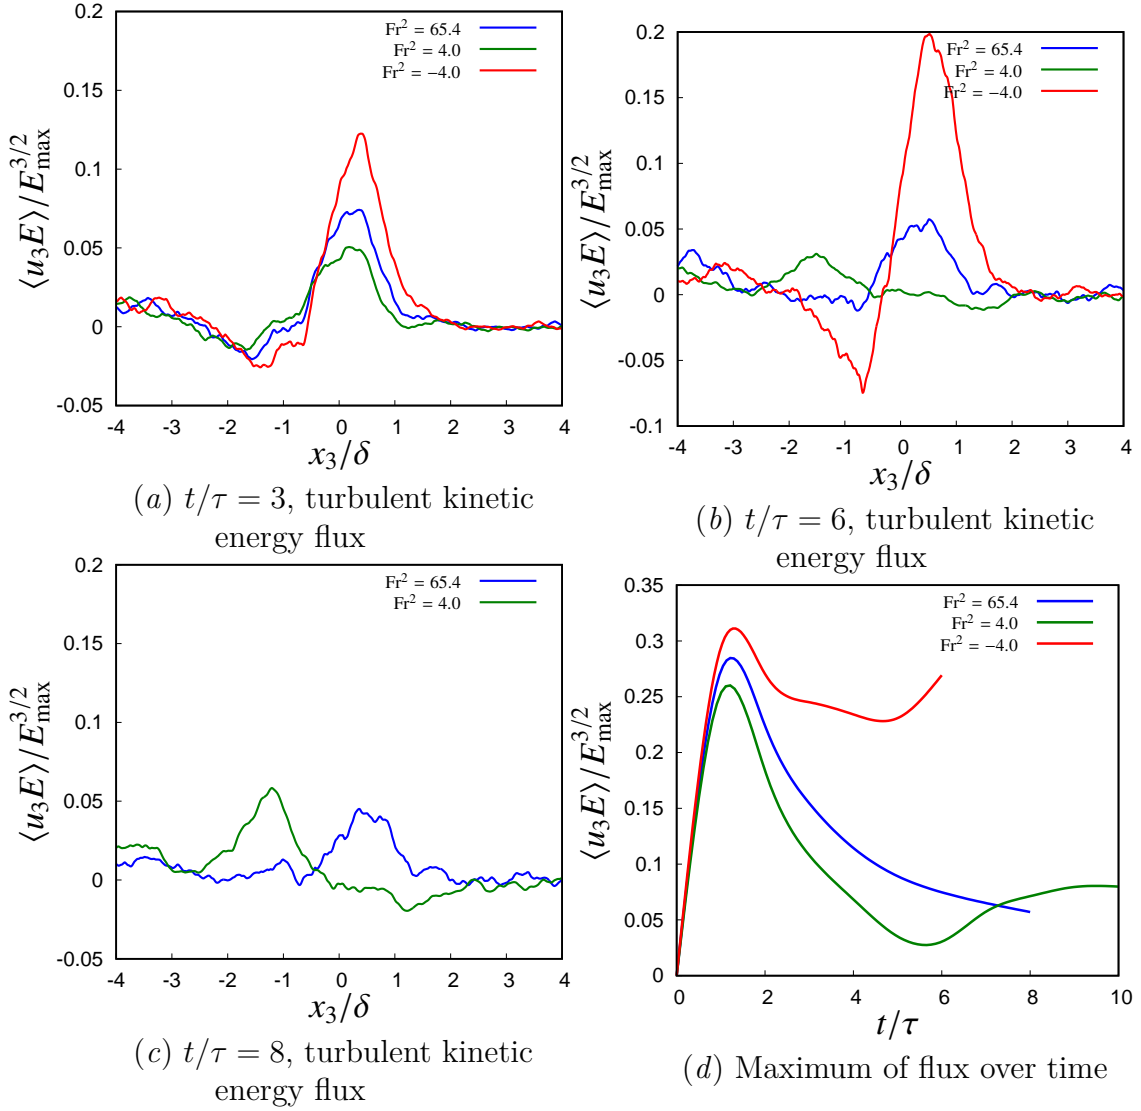 0.2
0.15
0.1
0.05
0
-0.05
⟨u₃E⟩/E_max^{3/2}
Fr² = 65.4
Fr² = 4.0
Fr² = −4.0
-4 -3 -2 -1 0 1 2 3 4
x₃/δ
(a) t/τ = 3, turbulent kinetic
energy flux
0.2
0.15
0.1
0.05
0
-0.05
-0.1
⟨u₃E⟩/E_max^{3/2}
Fr² = 65.4
Fr² = 4.0
Fr² = −4.0
-4 -3 -2 -1 0 1 2 3 4
x₃/δ
(b) t/τ = 6, turbulent kinetic
energy flux
0.2
0.15
0.1
0.05
0
-0.05
⟨u₃E⟩/E_max^{3/2}
Fr² = 65.4
Fr² = 4.0
-4 -3 -2 -1 0 1 2 3 4
x₃/δ
(c) t/τ = 8, turbulent kinetic
energy flux
0.35
0.3
0.25
0.2
0.15
0.1
0.05
0
⟨u₃E⟩/E_max^{3/2}
Fr² = 65.4
Fr² = 4.0
Fr² = −4.0
0 2 4 6 8 10
t/τ
(d) Maximum of flux over time